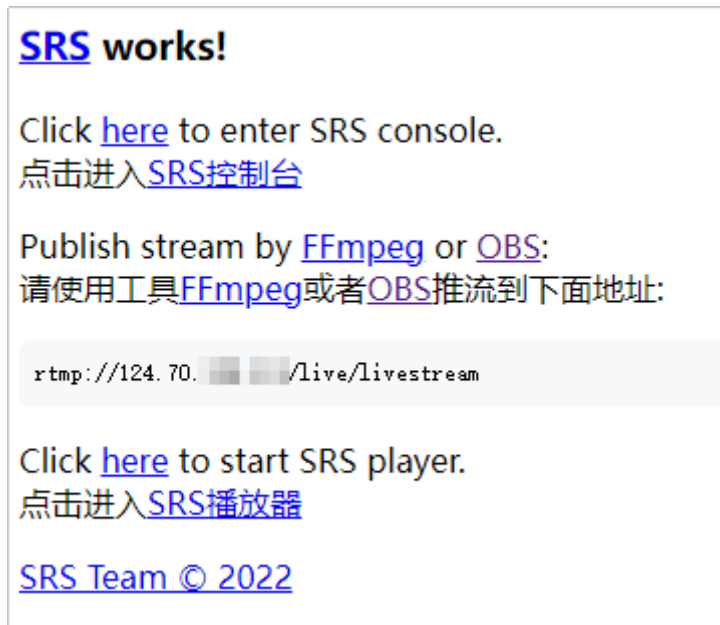 SRS works!
Click here to enter SRS console.
点击进入SRS控制台
Publish stream by FFmpeg or OBS:
请使用工具FFmpeg或者OBS推流到下面地址:
rtmp://124.70. /live/livestream
Click here to start SRS player.
点击进入SRS播放器
SRS Team © 2022